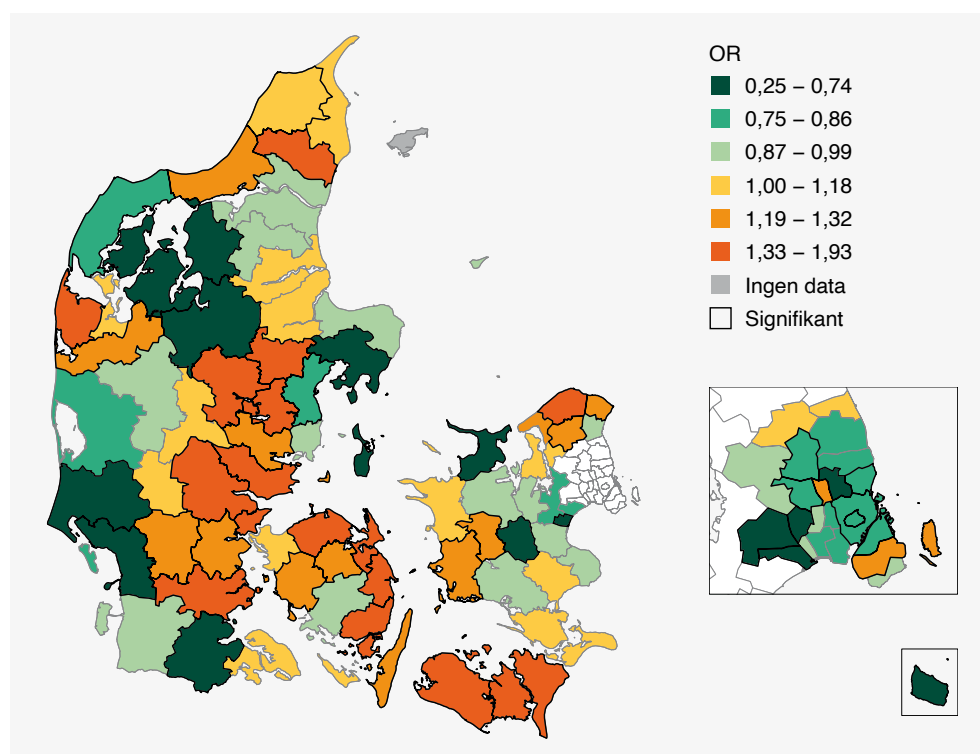 OR
0,25 – 0,74
0,75 – 0,86
0,87 – 0,99
1,00 – 1,18
1,19 – 1,32
1,33 – 1,93
Ingen data
Signifikant